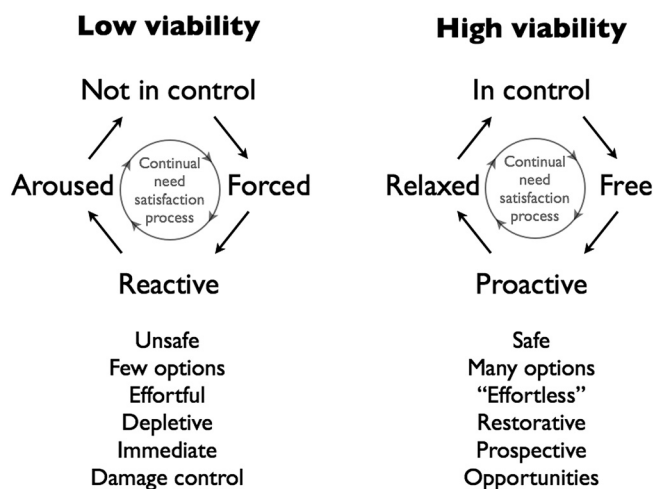 Low viability
Not in control
Aroused
Continual
need
satisfaction
process
Forced
Reactive
Unsafe
Few options
Effortful
Depletive
Immediate
Damage control
High viability
In control
Relaxed
Continual
need
satisfaction
process
Free
Proactive
Safe
Many options
“Effortless”
Restorative
Prospective
Opportunities